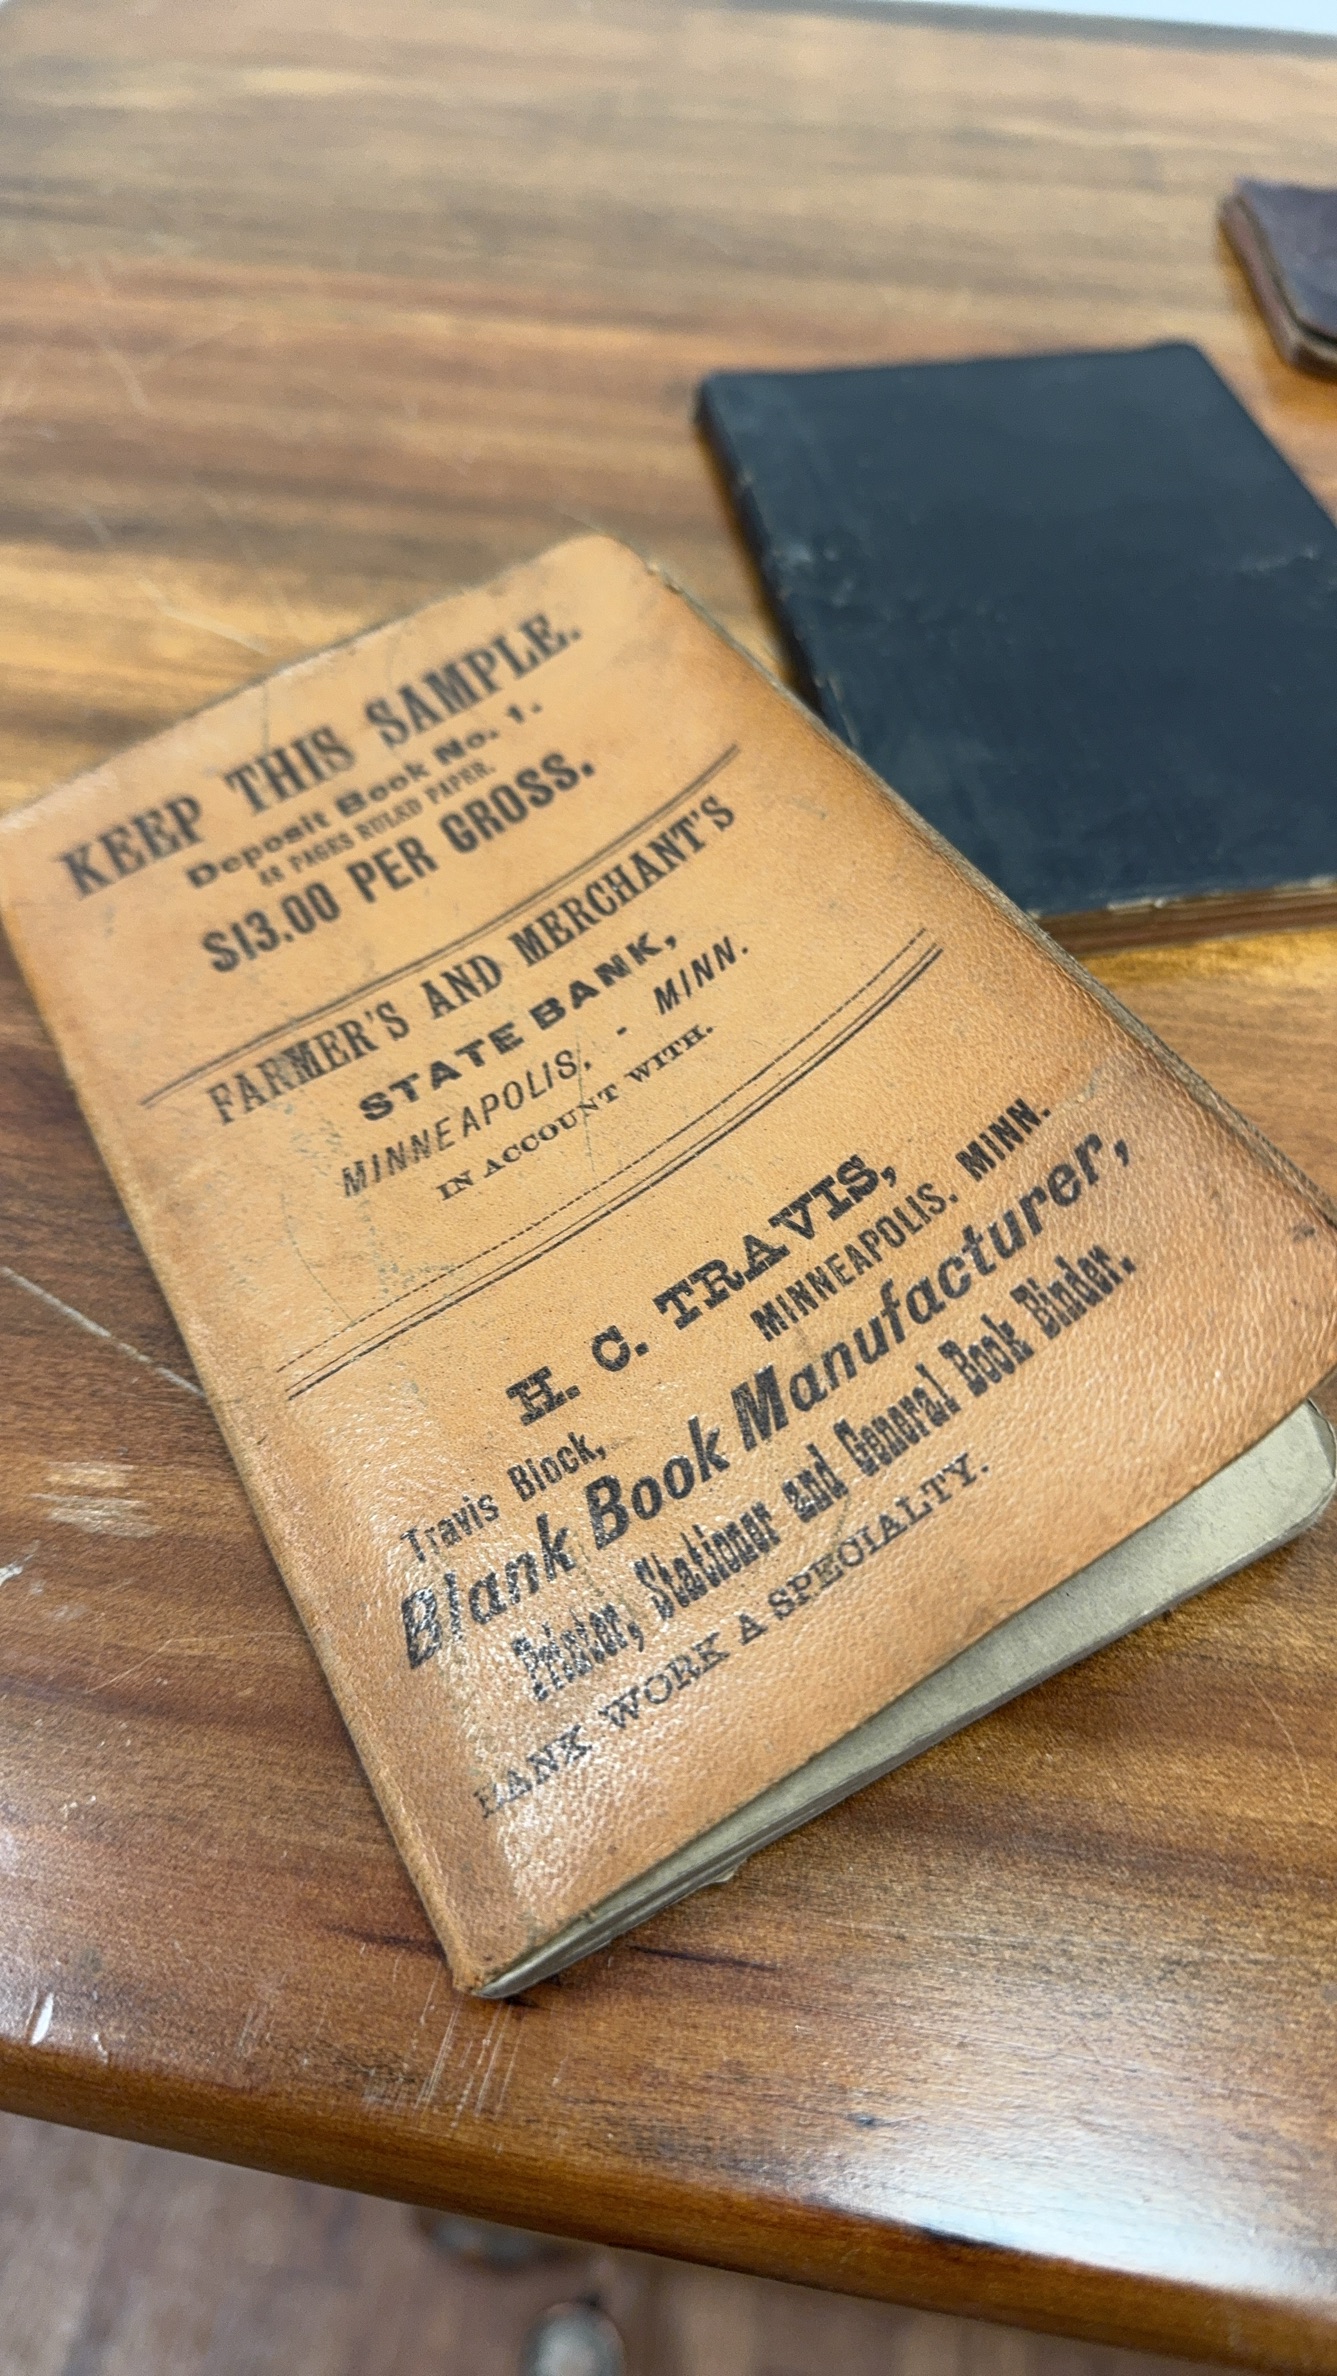 KEEP THIS SAMPLE.
Deposit Book No. 1.
48 PAGES RULED PAPER.
$13.00 PER GROSS.
FARMER'S AND MERCHANT'S
STATE BANK,
MINNEAPOLIS, - MINN.
IN ACCOUNT WITH.
H. C. TRAVIS,
Travis Block, MINNEAPOLIS. MINN.
Blank Book Manufacturer,
Printer, Stationer and General Book Binder.
BANK WORK A SPECIALTY.